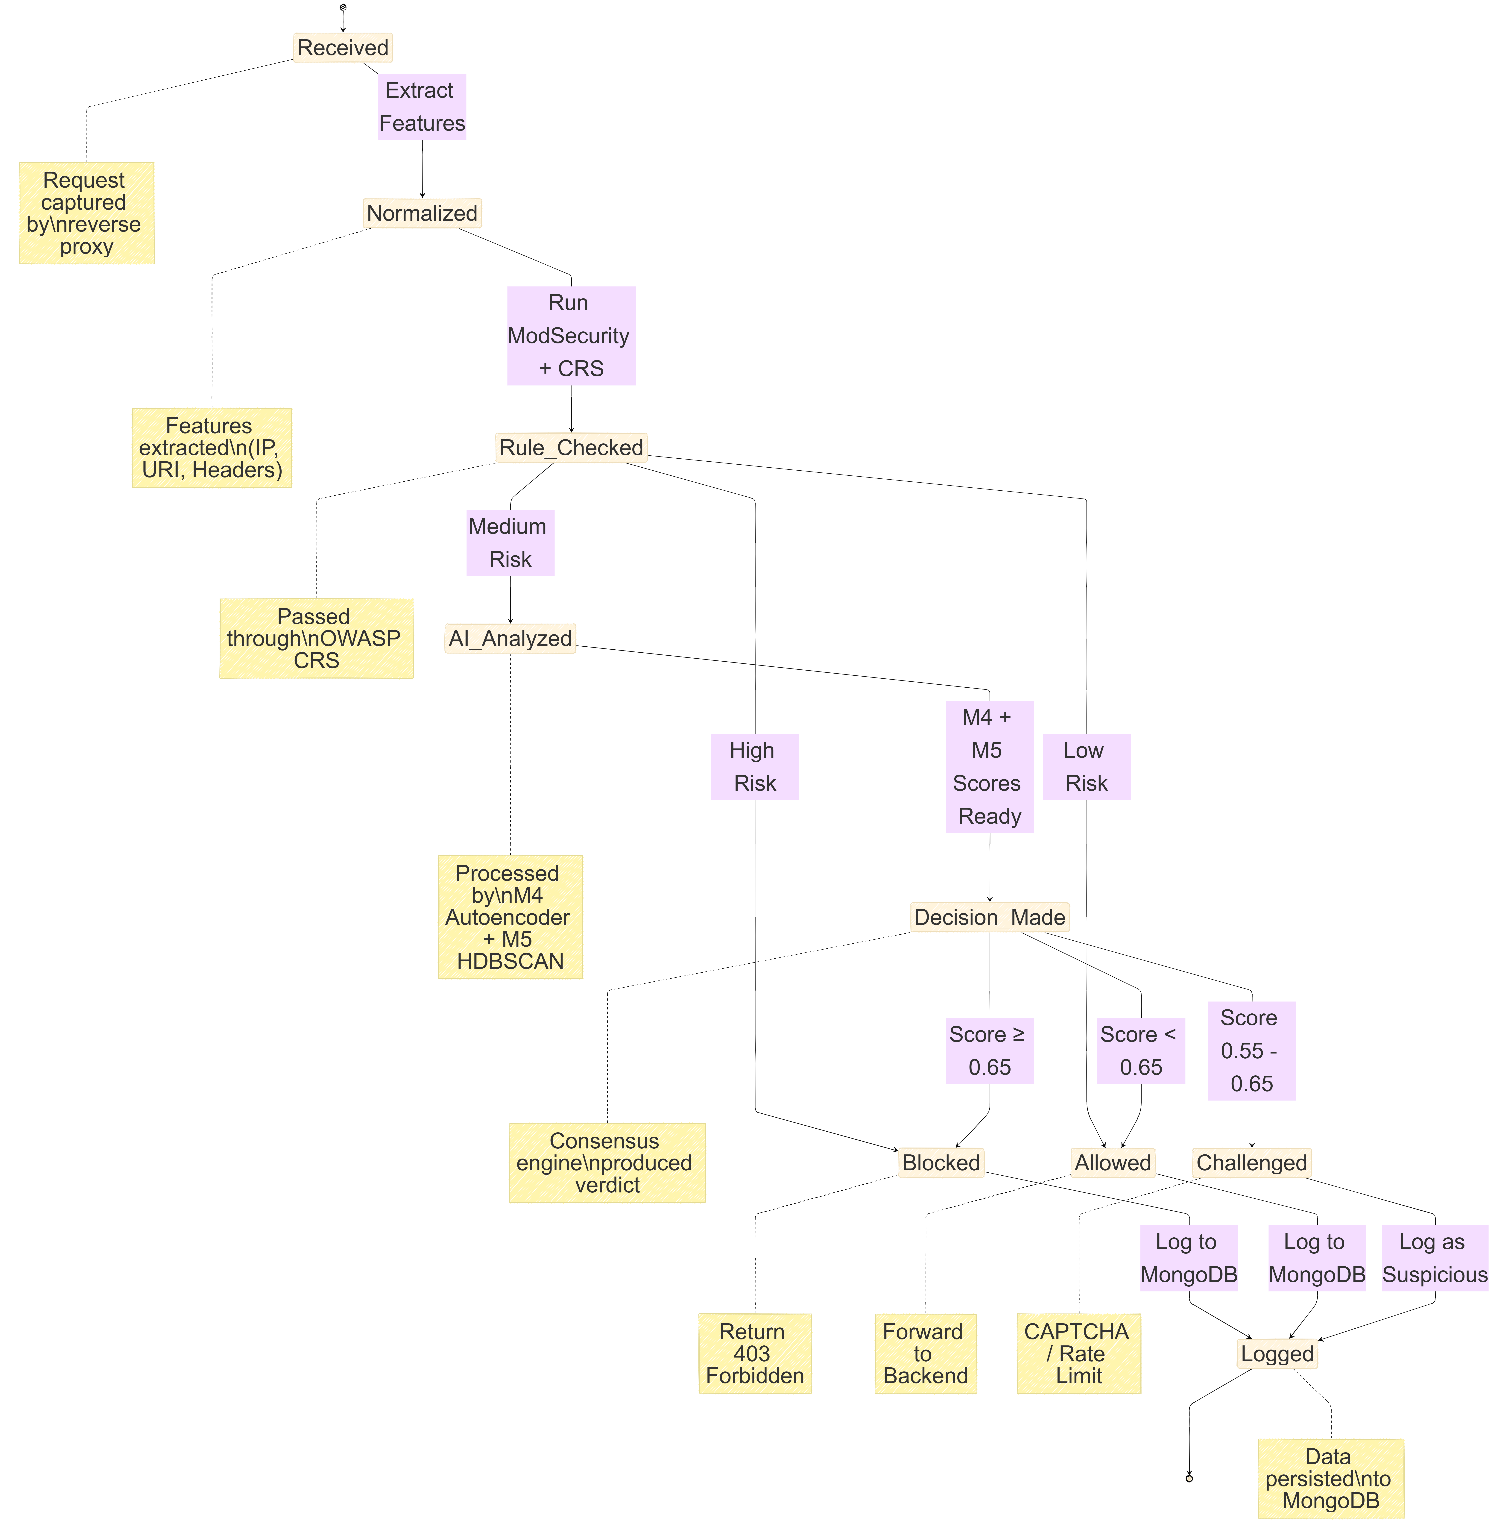 Received
Extract
Features
Request
captured
by\nreverse
proxy
Normalized
Run
ModSecurity
+ CRS
Features
extracted\n(IP,
URI, Headers)
Rule_Checked
Medium
Risk
Passed
through\nOWASP
CRS
AI_Analyzed
High
Risk
M4 +
M5
Scores
Ready
Low
Risk
Processed
by\nM4
Autoencoder
+ M5
HDBSCAN
Decision Made
Score ≥
0.65
Score <
0.65
Score
0.55 -
0.65
Consensus
engine\nproduced
verdict
Blocked
Allowed
Challenged
Log to
MongoDB
Log to
MongoDB
Log as
Suspicious
Return
403
Forbidden
Forward
to
Backend
CAPTCHA
/ Rate
Limit
Logged
Data
persisted\nto
MongoDB